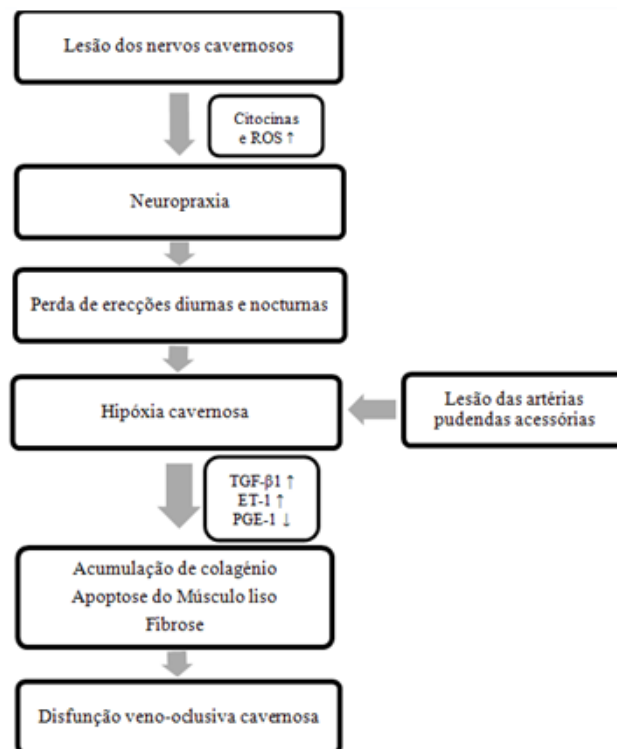 Lesão dos nervos cavernosos
Citocinas
e ROS ↑
Neuropraxia
Perda de erecções diurnas e nocturnas
Hipóxia cavernosa
Lesão das artérias
pudendas acessórias
TGF-β1 ↑
ET-1 ↑
PGE-1 ↓
Acumulação de colagénio
Apoptose do Músculo liso
Fibrose
Disfunção veno-oclusiva cavernosa